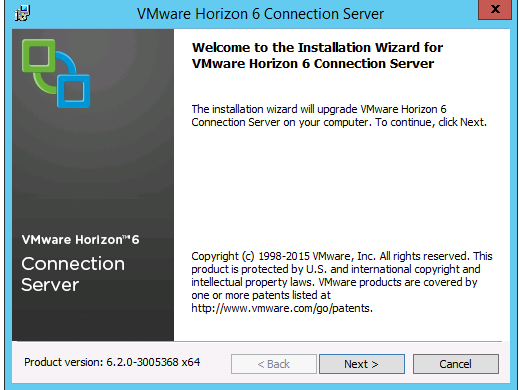 VMware Horizon 6 Connection Server
x
Welcome to the Installation Wizard for
VMware Horizon 6 Connection Server
The installation wizard will upgrade VMware Horizon 6
Connection Server on your computer. To continue, click Next.
VMware Horizon™ 6
Connection
Server
Copyright (c) 1998-2015 VMware, Inc. All rights reserved. This
product is protected by U.S. and international copyright and
intellectual property laws. VMware products are covered by
one or more patents listed at
http://www.vmware.com/go/patents.
Product version: 6.2.0-3005368 x64
< Back
Next >
Cancel